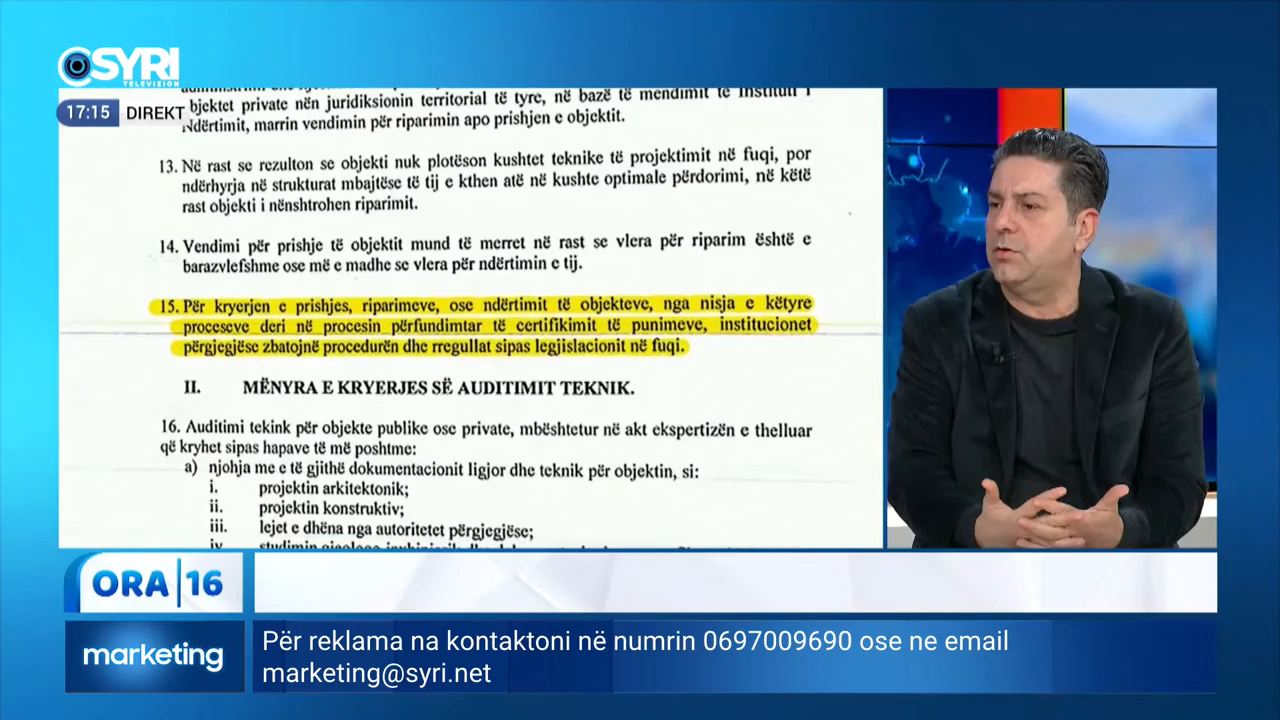 SYRI
TELEVIZION
17:15 DIREKT
bjektet private nën juridiksionin territorial të tyre, në bazë të mendimit të Institutit
Ndërtimit, marrin vendimin për riparimin apo prishjen e objektit.
13. Në rast se rezulton se objekti nuk plotëson kushtet teknike të projektimit në fuqi, por
ndërhyrja në strukturat mbajtëse të tij e kthen atë në kushte optimale përdorimi, në këtë
rast objekti i nënshtrohen riparimit.
14. Vendimi për prishje të objektit mund të merret në rast se vlera për riparim është e
barazvlefshme ose më e madhe se vlera për ndërtimin e tij.
15. Për kryerjen e prishjes, riparimeve, ose ndërtimit të objekteve, nga nisja e këtyre
proceseve deri në procesin përfundimtar të certifikimit të punimeve, institucionet
përgjegjëse zbatojnë procedurën dhe rregullat sipas legjislacionit në fuqi.
II. MËNYRA E KRYERJES SË AUDITIMIT TEKNIK.
16. Auditimi tekink për objekte publike ose private, mbështetur në akt ekspertizën e thelluar
që kryhet sipas hapave të më poshtme:
a) njohja me e të gjithë dokumentacionit ligjor dhe teknik për objektin, si:
i. projektin arkitektonik;
ii. projektin konstruktiv;
iii. lejet e dhëna nga autoritetet përgjegjëse;
iv
ORA 16
marketing
Për reklama na kontaktoni në numrin 0697009690 ose ne email
marketing@syri.net